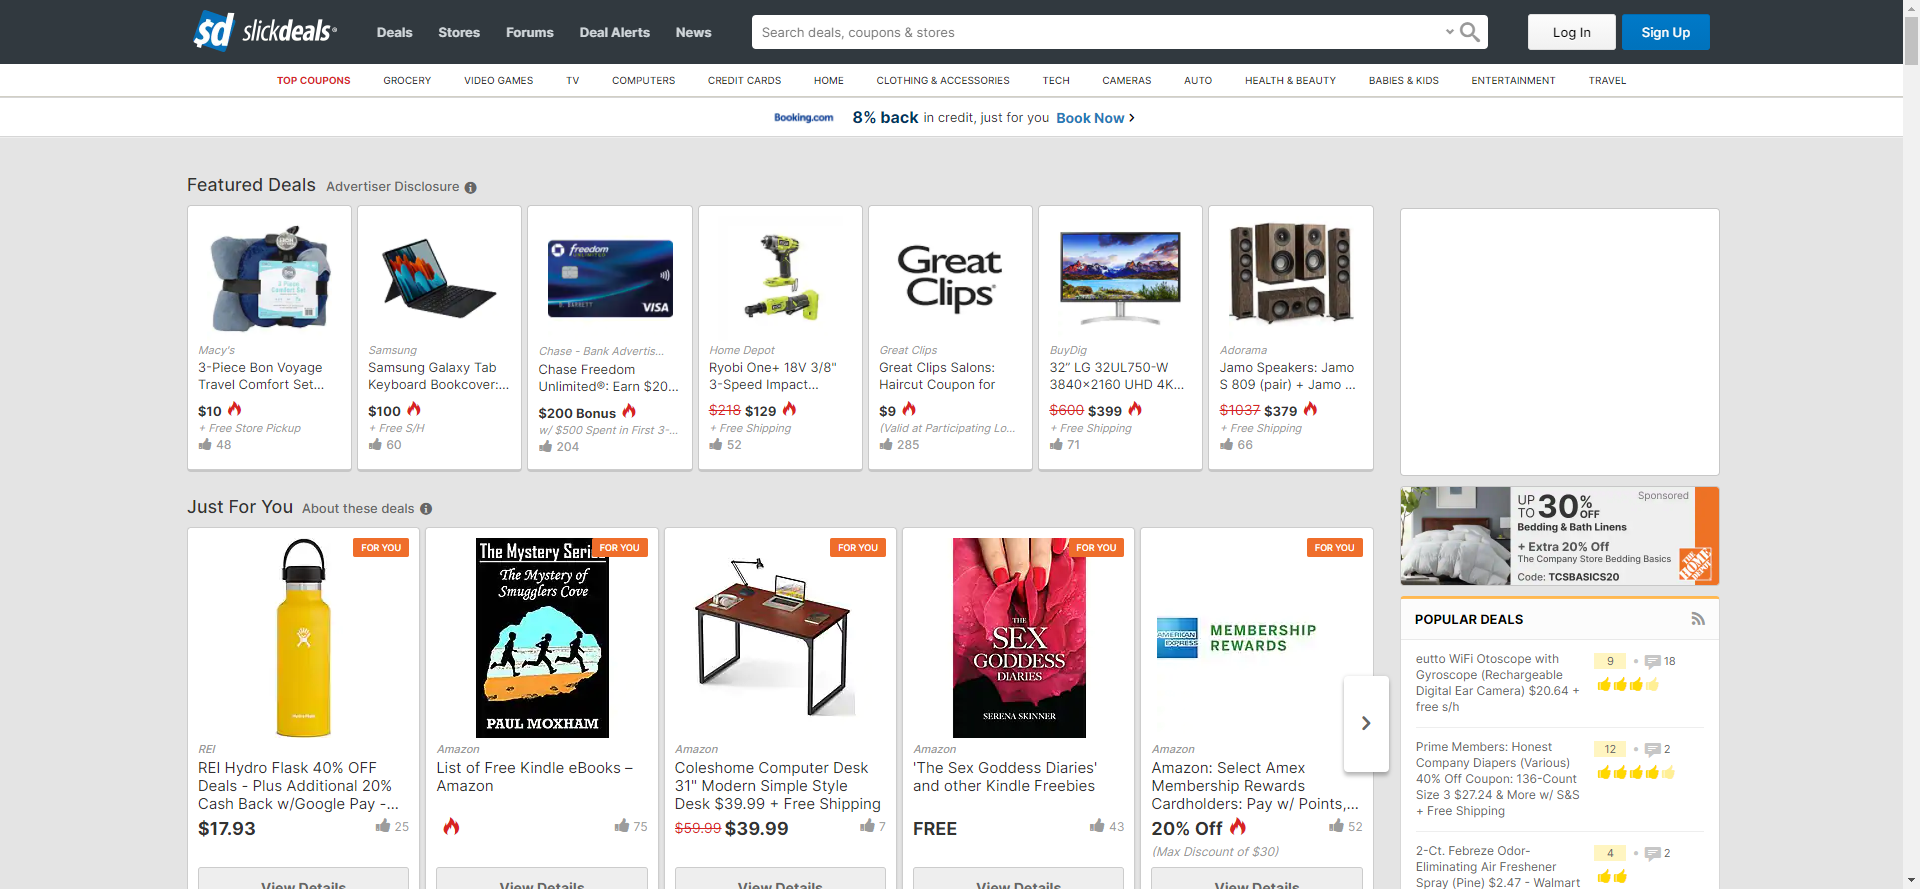 sd slickdeals
Deals
Stores
Forums
Deal Alerts
News
Search deals, coupons & stores
Log In
Sign Up
TOP COUPONS
GROCERY
VIDEO GAMES
TV
COMPUTERS
CREDIT CARDS
HOME
CLOTHING & ACCESSORIES
TECH
CAMERAS
AUTO
HEALTH & BEAUTY
BABIES & KIDS
ENTERTAINMENT
TRAVEL
Booking.com 8% back in credit, just for you Book Now
Featured Deals Advertiser Disclosure
Macy's
3-Piece Bon Voyage
Travel Comfort Set...
$10
+ Free Store Pickup
48
Samsung
Samsung Galaxy Tab
Keyboard Bookcover:...
$100
+ Free S/H
60
freedom
UNLIMITED
VISA
Chase - Bank Advertis...
Chase Freedom
Unlimited®: Earn $20...
$200 Bonus
w/ $500 Spent in First 3-...
204
Home Depot
Ryobi One+ 18V 3/8"
3-Speed Impact...
$218 $129
+ Free Shipping
52
Great
Clips®
Great Clips
Great Clips Salons:
Haircut Coupon for
$9
(Valid at Participating Lo...
285
BuyDig
32” LG 32UL750-W
3840×2160 UHD 4K...
$600 $399
+ Free Shipping
71
Adorama
Jamo Speakers: Jamo
S 809 (pair) + Jamo ...
$1037 $379
+ Free Shipping
66
Just For You About these deals
FOR YOU
Hydro Flask
REI
REI Hydro Flask 40% OFF
Deals - Plus Additional 20%
Cash Back w/Google Pay -...
$17.93
25
View Details
FOR YOU
The Mystery Seri
The Mystery of
Smugglers Cove
PAUL MOXHAM
Amazon
List of Free Kindle eBooks –
Amazon
75
View Details
FOR YOU
Amazon
Coleshome Computer Desk
31" Modern Simple Style
Desk $39.99 + Free Shipping
$59.99 $39.99
7
View Details
FOR YOU
THE
SEX
GODDESS
DIARIES
SERENA SKINNER
Amazon
'The Sex Goddess Diaries'
and other Kindle Freebies
FREE
43
View Details
FOR YOU
AMERICAN
EXPRESS
MEMBERSHIP
REWARDS
Amazon
Amazon: Select Amex
Membership Rewards
Cardholders: Pay w/ Points,...
20% Off
52
(Max Discount of $30)
View Details
Sponsored
UP TO 30% OFF
Bedding & Bath Linens
+ Extra 20% Off
The Company Store Bedding Basics
Code: TCSBASICS20
THE HOME DEPOT
POPULAR DEALS
eutto WiFi Otoscope with
Gyroscope (Rechargeable
Digital Ear Camera) $20.64 +
free s/h
9
18
Prime Members: Honest
Company Diapers (Various)
40% Off Coupon: 136-Count
Size 3 $27.24 & More w/ S&S
+ Free Shipping
12
2
2-Ct. Febreze Odor-
Eliminating Air Freshener
Spray (Pine) $2.47 - Walmart
4
2